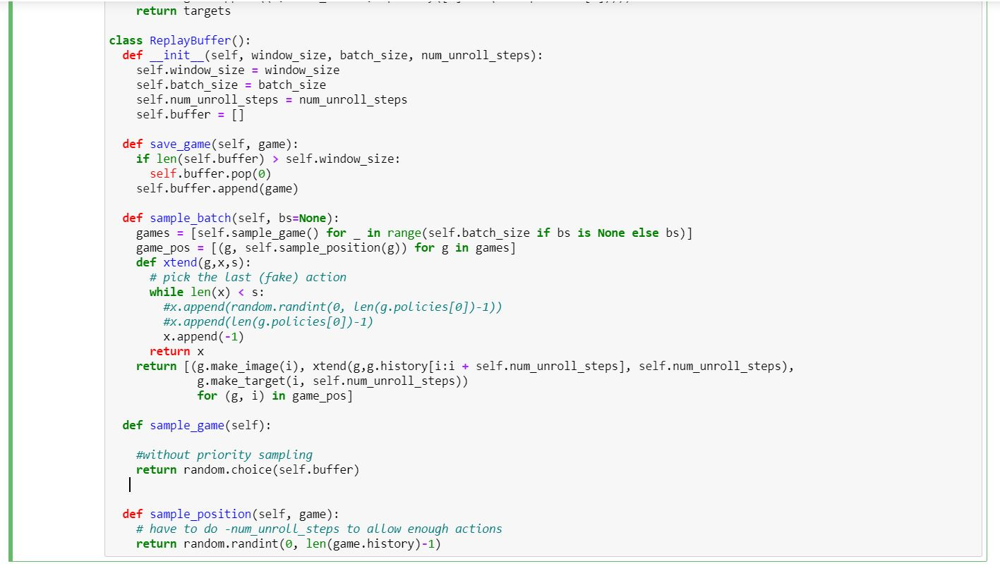 return targets
class ReplayBuffer():
def __init__(self, window_size, batch_size, num_unroll_steps):
self.window_size = window_size
self.batch_size = batch_size
self.num_unroll_steps = num_unroll_steps
self.buffer = []
def save_game(self, game):
if len(self.buffer) > self.window_size:
self.buffer.pop(0)
self.buffer.append(game)
def sample_batch(self, bs=None):
games = [self.sample_game() for _ in range(self.batch_size if bs is None else bs)]
game_pos = [(g, self.sample_position(g)) for g in games]
def xtend(g,x,s):
# pick the last (fake) action
while len(x) < s:
#x.append(random.randint(0, len(g.policies[0])-1))
#x.append(len(g.policies[0])-1)
x.append(-1)
return x
return [(g.make_image(i), xtend(g,g.history[i:i + self.num_unroll_steps], self.num_unroll_steps),
g.make_target(i, self.num_unroll_steps))
for (g, i) in game_pos]
def sample_game(self):
#without priority sampling
return random.choice(self.buffer)
def sample_position(self, game):
# have to do -num_unroll_steps to allow enough actions
return random.randint(0, len(game.history)-1)